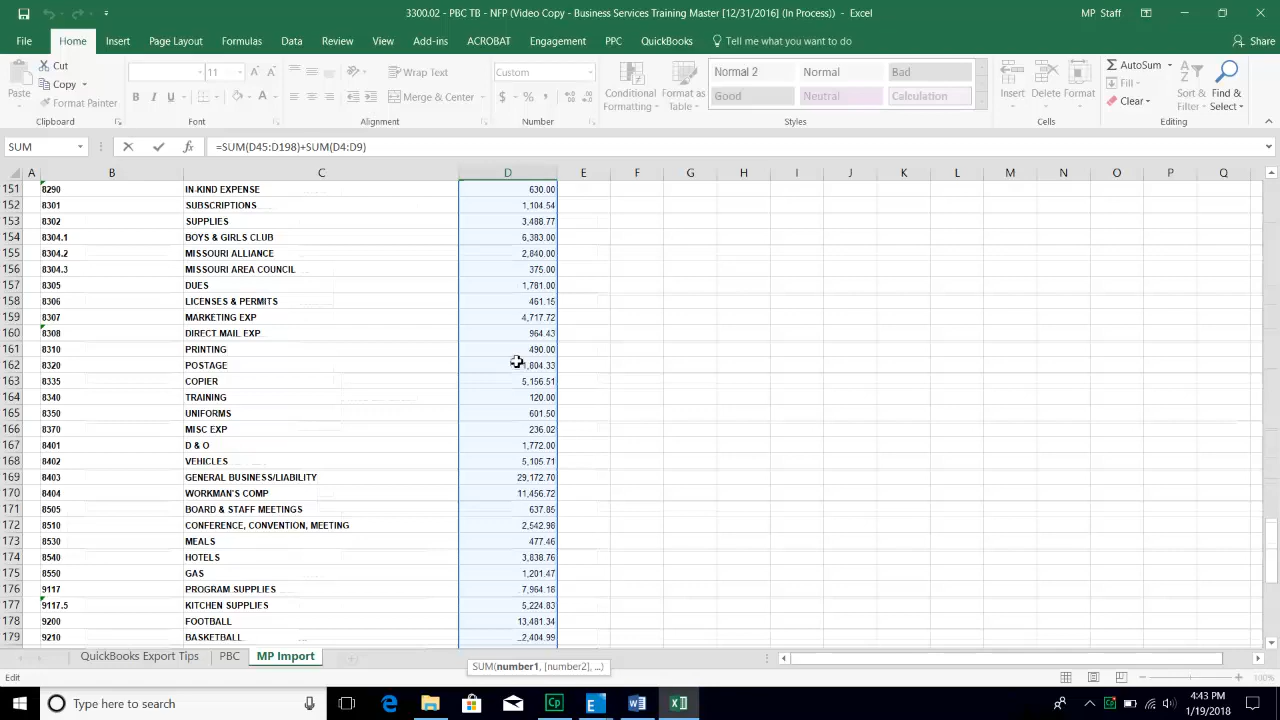 3300.02 - PBC TB - NFP (Video Copy - Business Services Training Master [12/31/2016] (In Process)) - Excel
MP Staff
File Home Insert Page Layout Formulas Data Review View Add-ins ACROBAT Engagement PPC QuickBooks Tell me what you want to do Share
Paste Cut Copy Format Painter Clipboard
11 B I U A Font
Wrap Text Merge & Center Alignment
Custom $ % , Number
Conditional Formatting Format as Table
Normal 2 Normal Bad
Good Neutral Calculation
Styles
Insert Delete Format Cells
AutoSum Fill Clear Sort & Filter Find & Select Editing
SUM =SUM(D45:D198)+SUM(D4:D9)
A B C D E F G H I J K L M N O P Q
151 8290 IN-KIND EXPENSE 630.00
152 8301 SUBSCRIPTIONS 1,104.54
153 8302 SUPPLIES 3,488.77
154 8304.1 BOYS & GIRLS CLUB 6,383.00
155 8304.2 MISSOURI ALLIANCE 2,840.00
156 8304.3 MISSOURI AREA COUNCIL 375.00
157 8305 DUES 1,781.00
158 8306 LICENSES & PERMITS 461.15
159 8307 MARKETING EXP 4,717.72
160 8308 DIRECT MAIL EXP 964.43
161 8310 PRINTING 490.00
162 8320 POSTAGE 1,804.33
163 8335 COPIER 5,156.51
164 8340 TRAINING 120.00
165 8350 UNIFORMS 601.50
166 8370 MISC EXP 236.02
167 8401 D & O 1,772.00
168 8402 VEHICLES 5,105.71
169 8403 GENERAL BUSINESS/LIABILITY 29,172.70
170 8404 WORKMAN'S COMP 11,456.72
171 8505 BOARD & STAFF MEETINGS 637.85
172 8510 CONFERENCE, CONVENTION, MEETING 2,542.98
173 8530 MEALS 477.46
174 8540 HOTELS 3,838.76
175 8550 GAS 1,201.47
176 9117 PROGRAM SUPPLIES 7,964.18
177 9117.5 KITCHEN SUPPLIES 5,224.83
178 9200 FOOTBALL 13,481.34
179 9210 BASKETBALL 2,404.99
QuickBooks Export Tips PBC MP Import
SUM(number1, [number2], ...)
Edit 100%
Type here to search
4:43 PM
1/19/2018